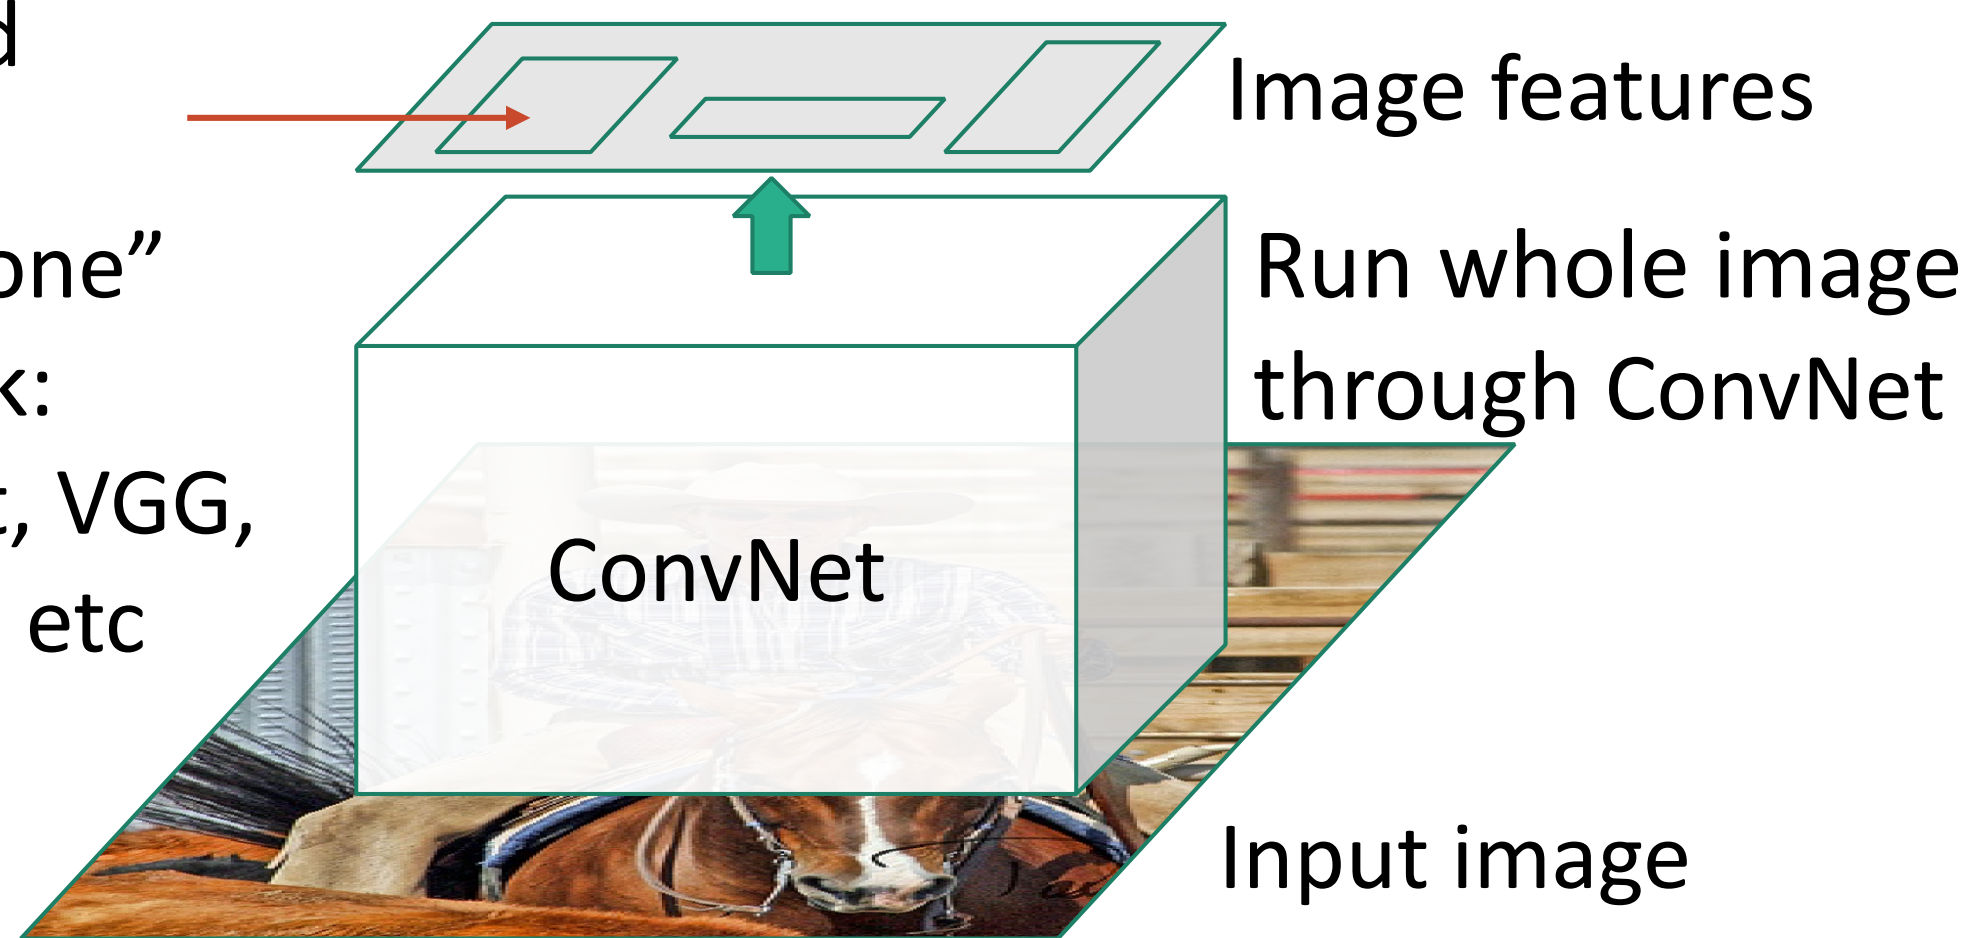 d
Image features
one”
Run whole image
k:
through ConvNet
t, VGG,
ConvNet
etc
Input image